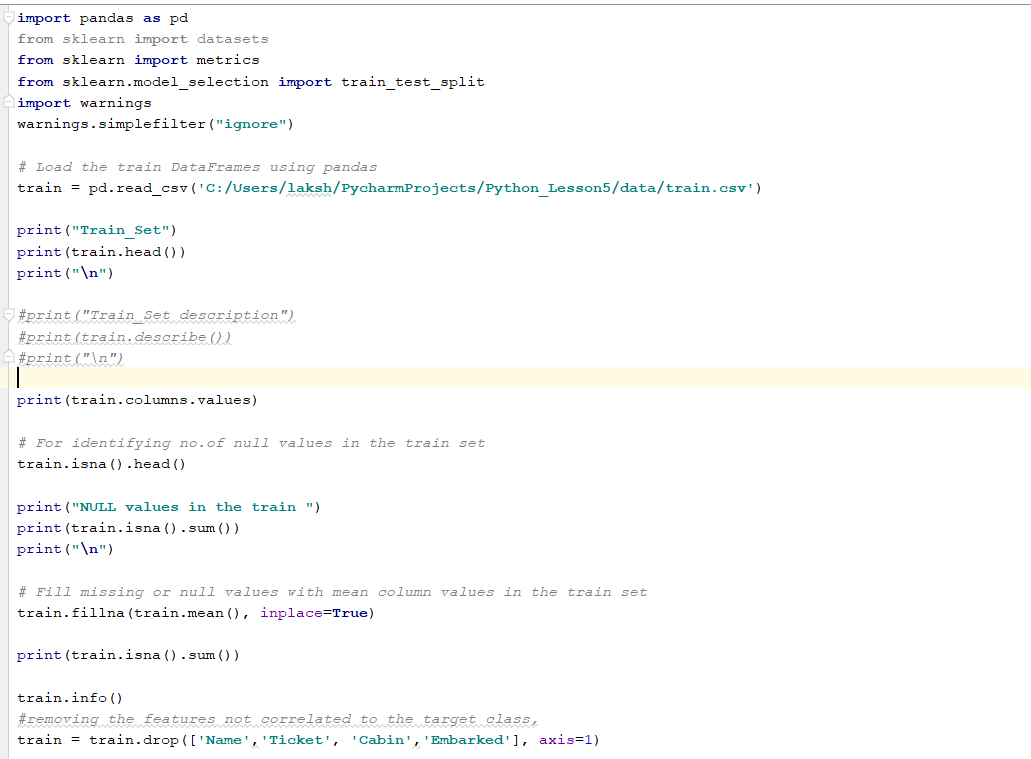 import pandas as pd
from sklearn import datasets
from sklearn import metrics
from sklearn.model_selection import train_test_split
import warnings
warnings.simplefilter("ignore")
# Load the train DataFrames using pandas
train = pd.read_csv('C:/Users/laksh/PycharmProjects/Python_Lesson5/data/train.csv')
print("Train_Set")
print(train.head())
print("\n")
#print("Train_Set description")
#print(train.describe())
#print("\n")
print(train.columns.values)
# For identifying no.of null values in the train set
train.isna().head()
print("NULL values in the train ")
print(train.isna().sum())
print("\n")
# Fill missing or null values with mean column values in the train set
train.fillna(train.mean(), inplace=True)
print(train.isna().sum())
train.info()
#removing the features not correlated to the target class,
train = train.drop(['Name','Ticket', 'Cabin','Embarked'], axis=1)